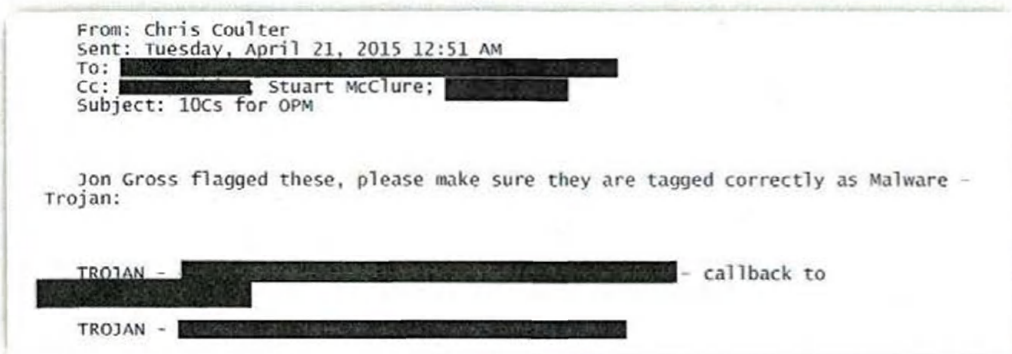 From: Chris Coulter
Sent: Tuesday, April 21, 2015 12:51 AM
To:
Cc: Stuart McClure;
Subject: 10Cs for OPM
Jon Gross flagged these, please make sure they are tagged correctly as Malware –
Trojan:
TROJAN – – callback to
TROJAN –